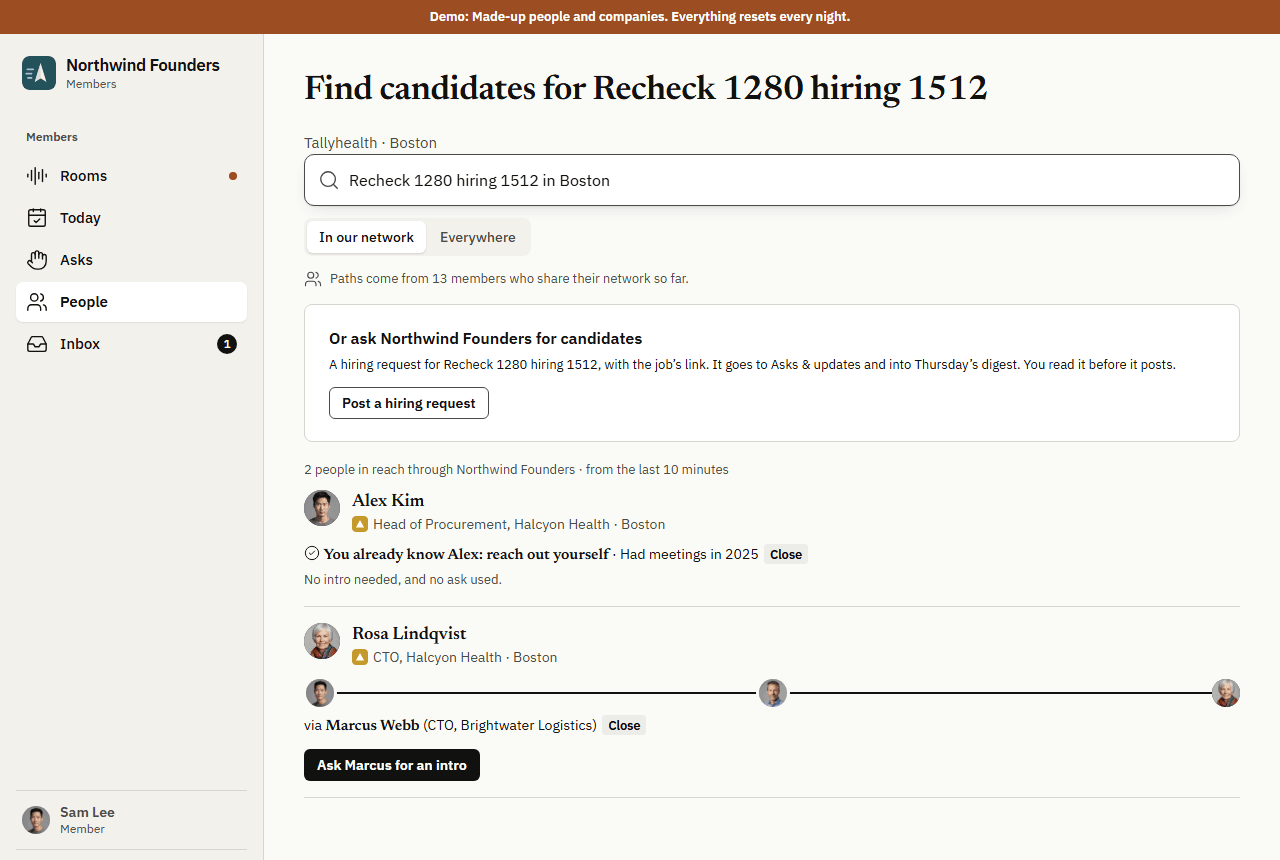 Demo: Made-up people and companies. Everything resets every night.
Northwind Founders
Members
Members
Rooms
Today
Asks
People
Inbox
1
Sam Lee
Member
Find candidates for Recheck 1280 hiring 1512
Tallyhealth · Boston
Recheck 1280 hiring 1512 in Boston
In our network
Everywhere
Paths come from 13 members who share their network so far.
Or ask Northwind Founders for candidates
A hiring request for Recheck 1280 hiring 1512, with the job’s link. It goes to Asks & updates and into Thursday’s digest. You read it before it posts.
Post a hiring request
2 people in reach through Northwind Founders · from the last 10 minutes
Alex Kim
Head of Procurement, Halcyon Health · Boston
You already know Alex: reach out yourself · Had meetings in 2025 Close
No intro needed, and no ask used.
Rosa Lindqvist
CTO, Halcyon Health · Boston
via Marcus Webb (CTO, Brightwater Logistics) Close
Ask Marcus for an intro